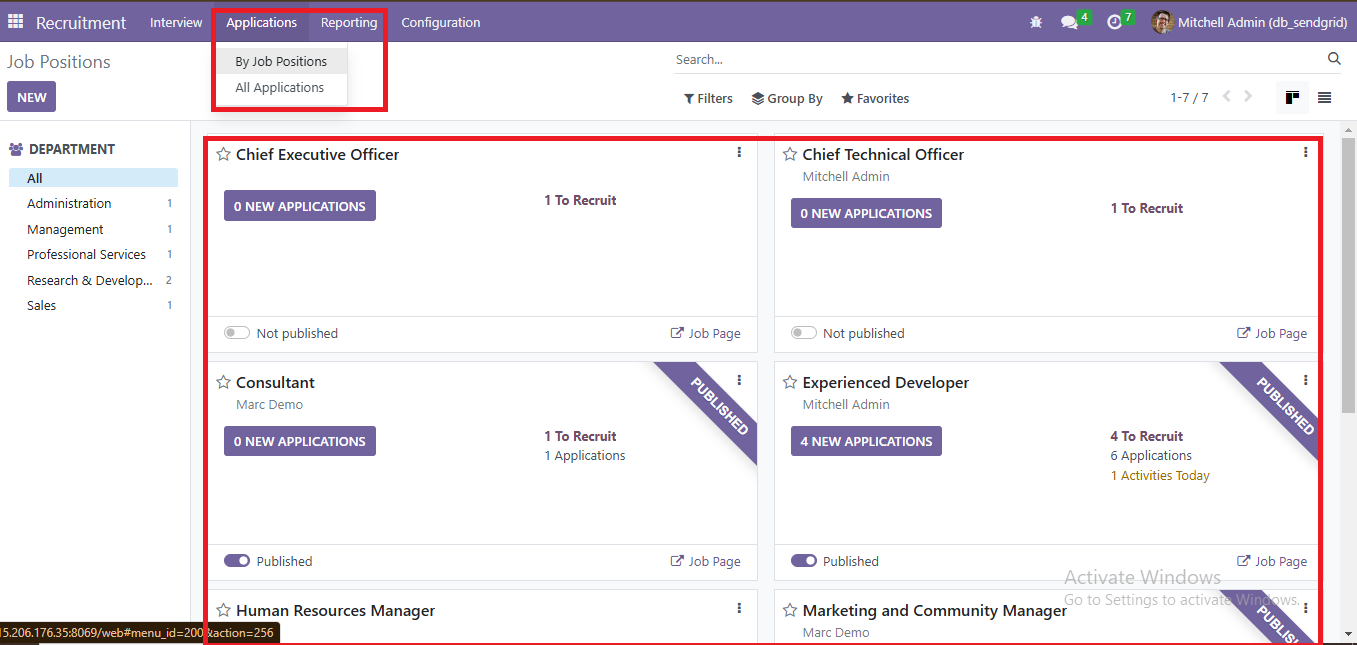 Recruitment Interview Applications Reporting Configuration 4 7 Mitchell Admin (db_sendgrid)
By Job Positions
All Applications
Job Positions
NEW
Search...
Filters Group By Favorites
1-7 / 7
DEPARTMENT
All
Administration 1
Management 1
Professional Services 1
Research & Develop... 2
Sales 1
Chief Executive Officer
0 NEW APPLICATIONS
1 To Recruit
Not published
Job Page
Chief Technical Officer
Mitchell Admin
0 NEW APPLICATIONS
1 To Recruit
Not published
Job Page
Consultant
Marc Demo
PUBLISHED
0 NEW APPLICATIONS
1 To Recruit
1 Applications
Published
Job Page
Experienced Developer
Mitchell Admin
PUBLISHED
4 NEW APPLICATIONS
4 To Recruit
6 Applications
1 Activities Today
Published
Job Page
Human Resources Manager
Marketing and Community Manager
Marc Demo
Activate Windows
Go to Settings to activate Windows.
5.206.176.35:8069/web#menu_id=200&action=256